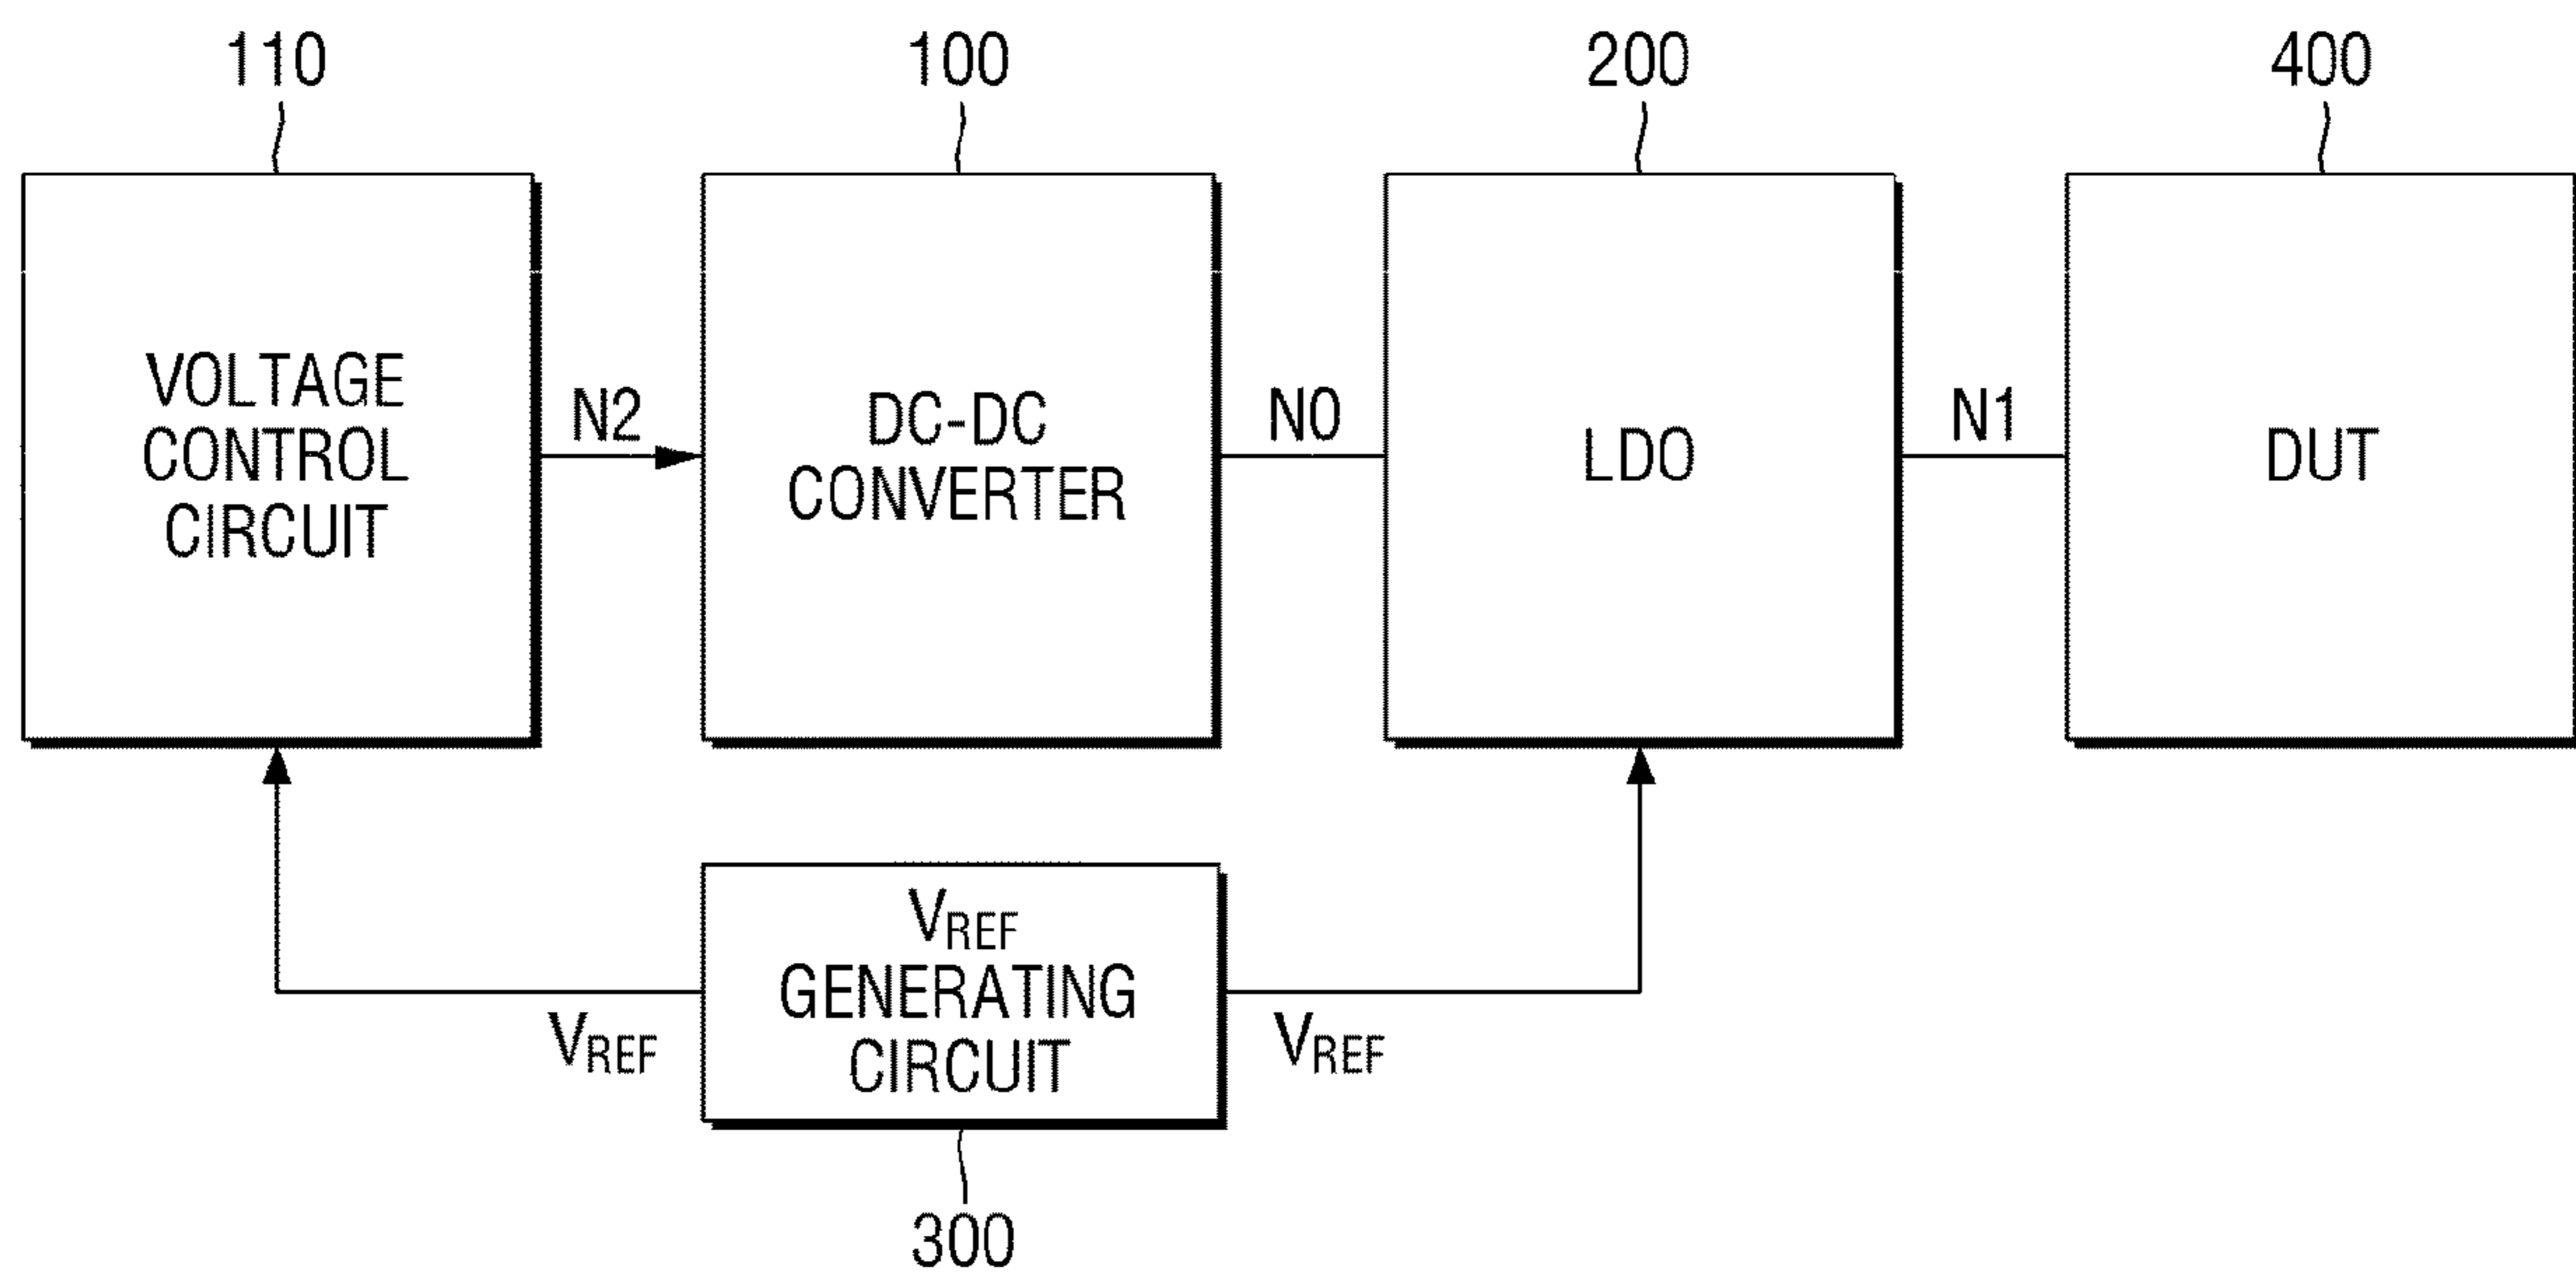 110
100
200
400
VOLTAGE
CONTROL
CIRCUIT
N2
DC-DC
CONVERTER
N0
LDO
N1
DUT
VREF
GENERATING
CIRCUIT
VREF
VREF
300